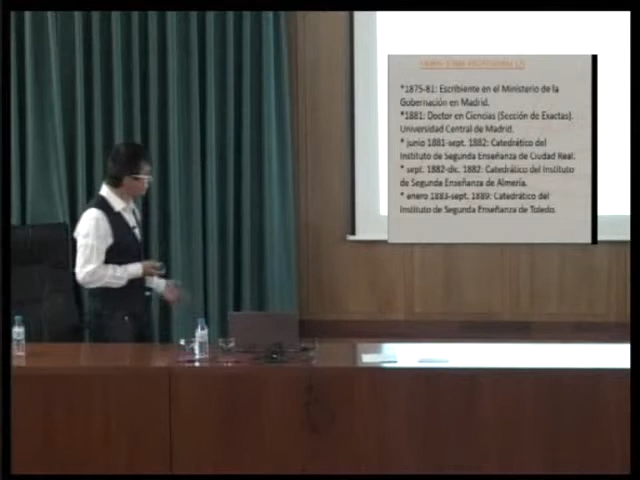 *1875-81: Escribiente en el Ministerio de la
Gobernación en Madrid.
*1881: Doctor en Ciencias (Sección de Exactas).
Universidad Central de Madrid.
* junio 1881-sept. 1882: Catedrático del
Instituto de Segunda Enseñanza de Ciudad Real.
* sept. 1882-dic. 1882: Catedrático del Instituto
de Segunda Enseñanza de Almería.
* enero 1883-sept. 1889: Catedrático del
Instituto de Segunda Enseñanza de Toledo.